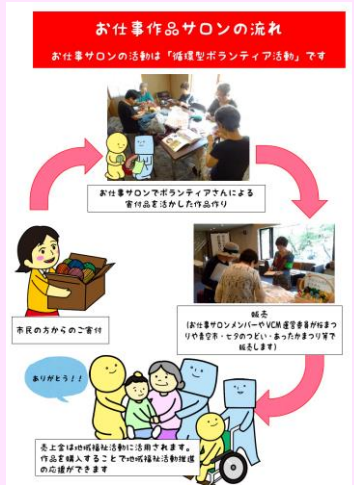 お仕事作品サロンの流れ
お仕事サロンの活動は「循環型ボランティア活動」です
お仕事サロンでボランティアさんによる
寄付品を活かした作品作り
市民の方からのご寄付
販売
(お仕事サロンメンバーやVCM運営委員が桜まつ
りや青空市・七夕のつどい・あったかまつり等で
販売します)
ありがとう!!
売上金は地域福祉活動に活用されます。
作品を購入することで地域福祉活動推進
の応援ができます